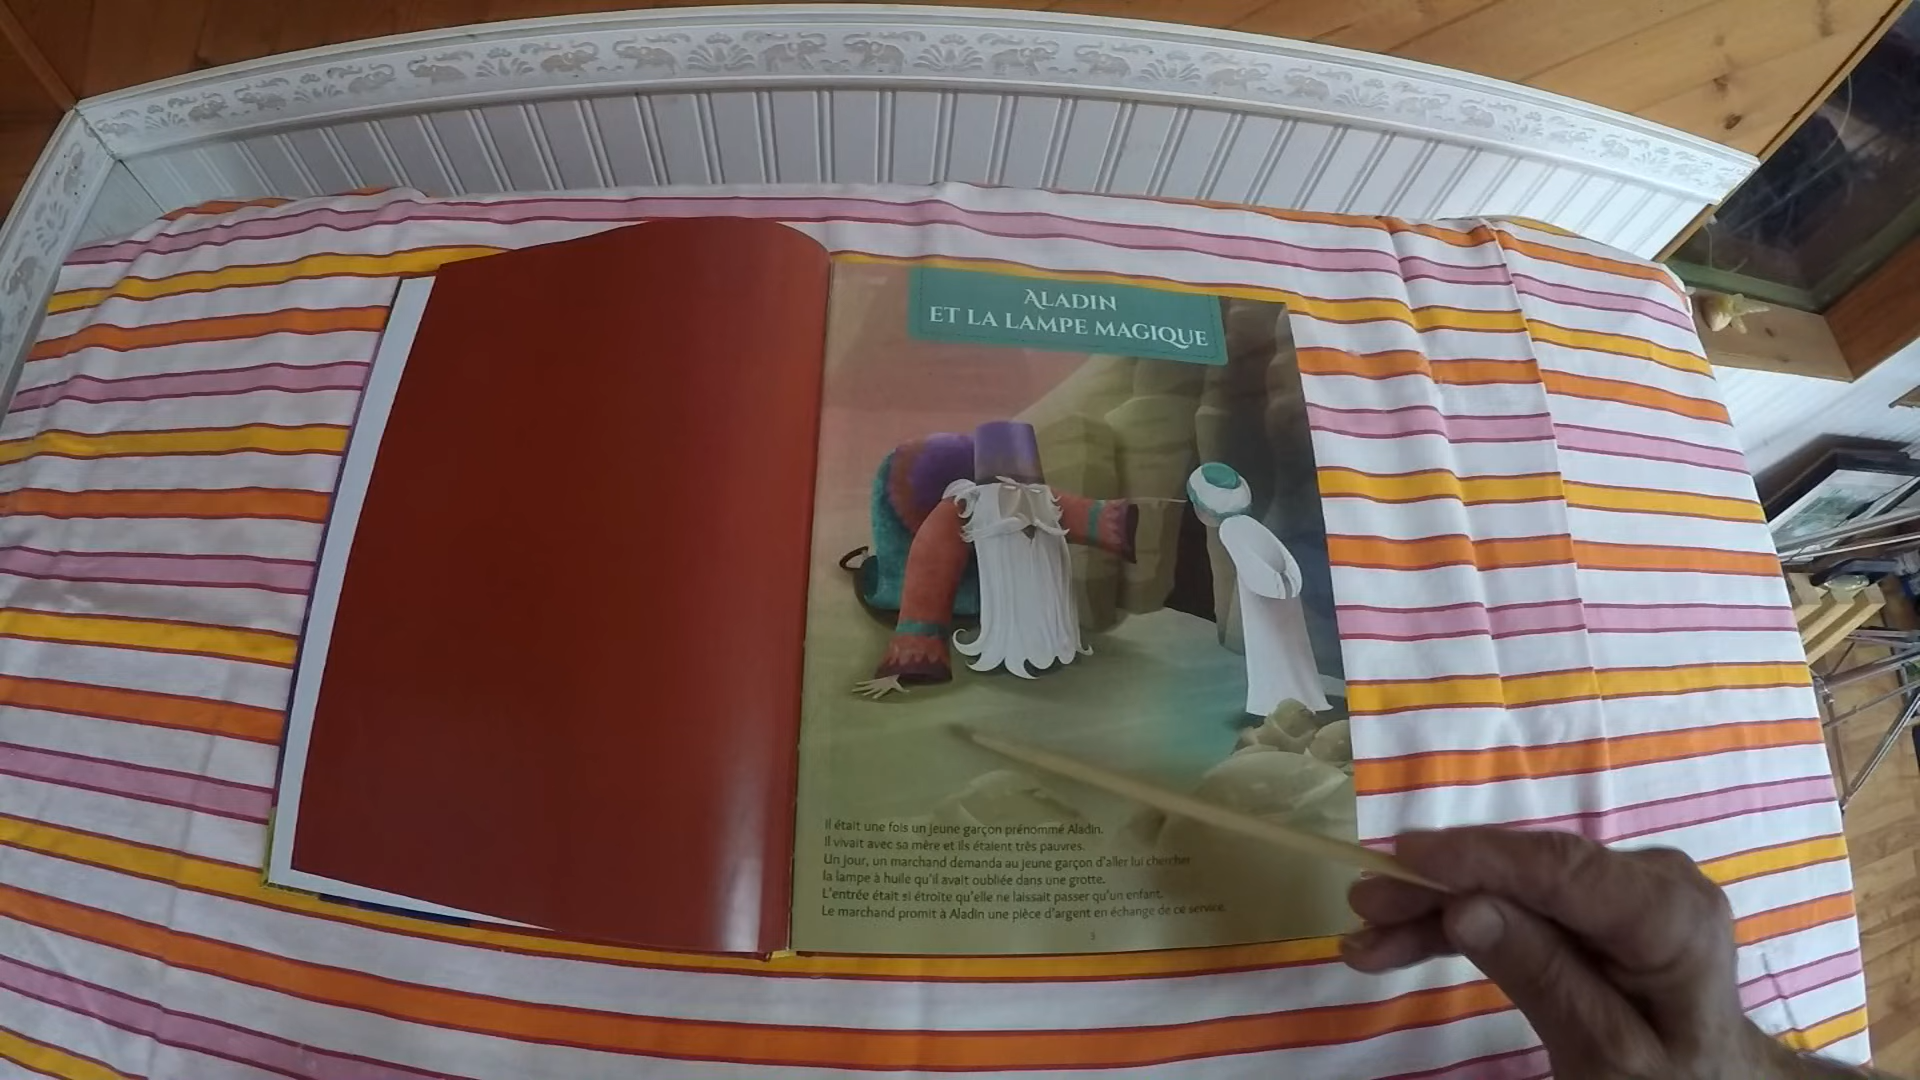 ALADIN
ET LA LAMPE MAGIQUE
Il était une fois un jeune garçon prénommé Aladin.
Il vivait avec sa mère et ils étaient très pauvres.
Un jour, un marchand demanda au jeune garçon d'aller lui chercher
la lampe à huile qu'il avait oubliée dans une grotte.
L'entrée était si étroite qu'elle ne laissait passer qu'un enfant.
Le marchand promit à Aladin une pièce d'argent en échange de ce service.